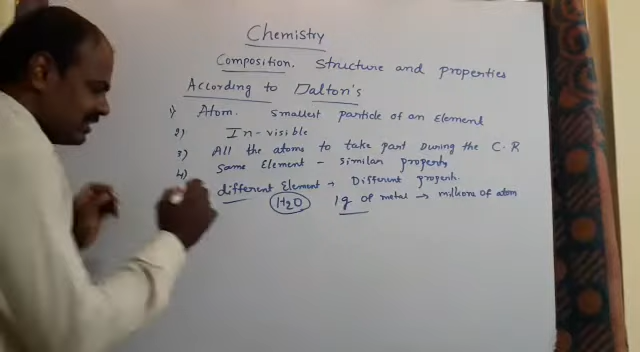 Chemistry
Composition. Structure and properties
According to Dalton's
1) Atom. smallest particle of an Element
2) In-visible
3) All the atoms to take part During the C.R
4) Same Element - similar property
different Element + Different propert.
H2O 1g of metal → millions of atom